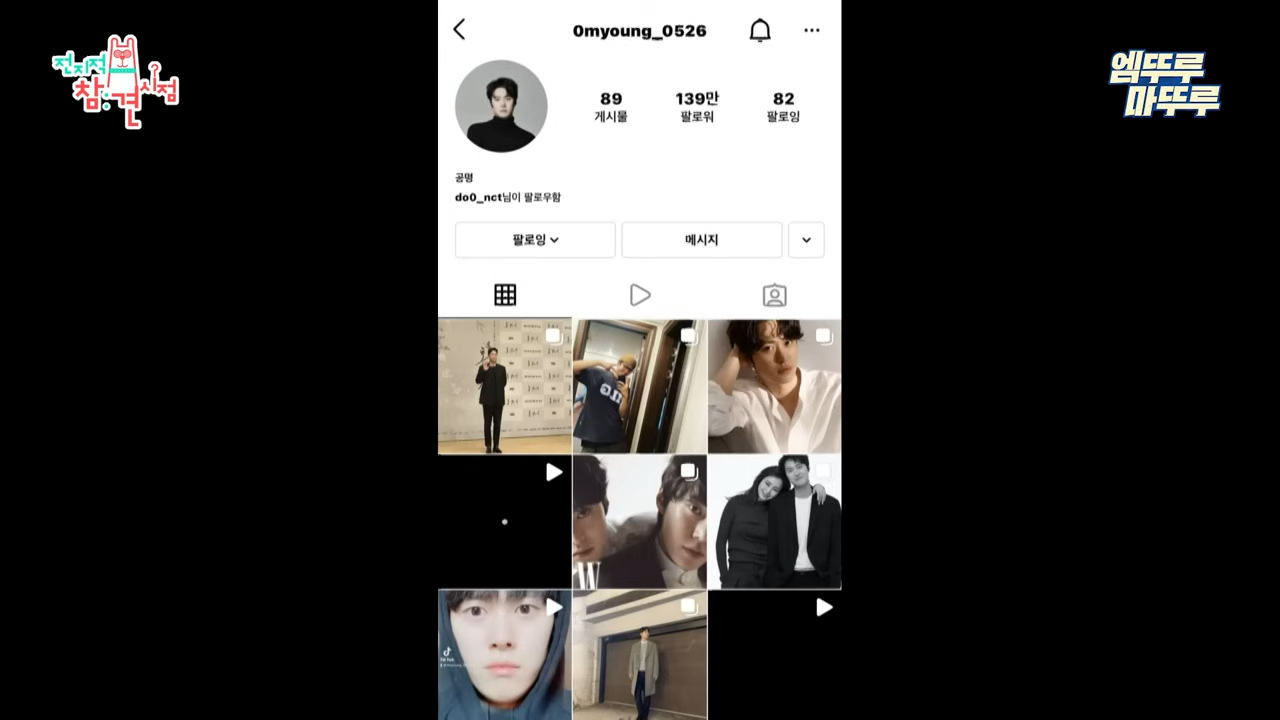 전지적
참견
시점
엠뚜루
마뚜루
0myoung_0526
89
139만
82
게시물
팔로워
팔로잉
공명
do0_nct님이 팔로우함
팔로잉
메시지
W
TikTok